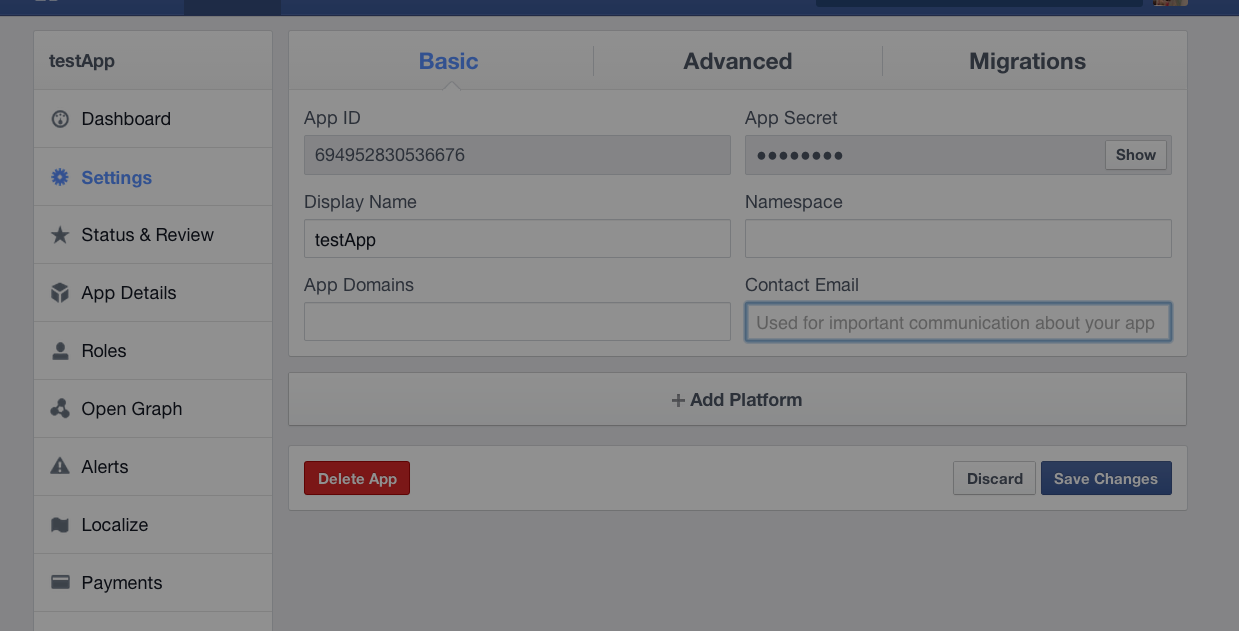 testApp
Dashboard
Settings
Status & Review
App Details
Roles
Open Graph
Alerts
Localize
Payments
Basic Advanced Migrations
App ID App Secret
694952830536676 ●●●●●●●● Show
Display Name Namespace
testApp
App Domains Contact Email
Used for important communication about your app
+ Add Platform
Delete App Discard Save Changes